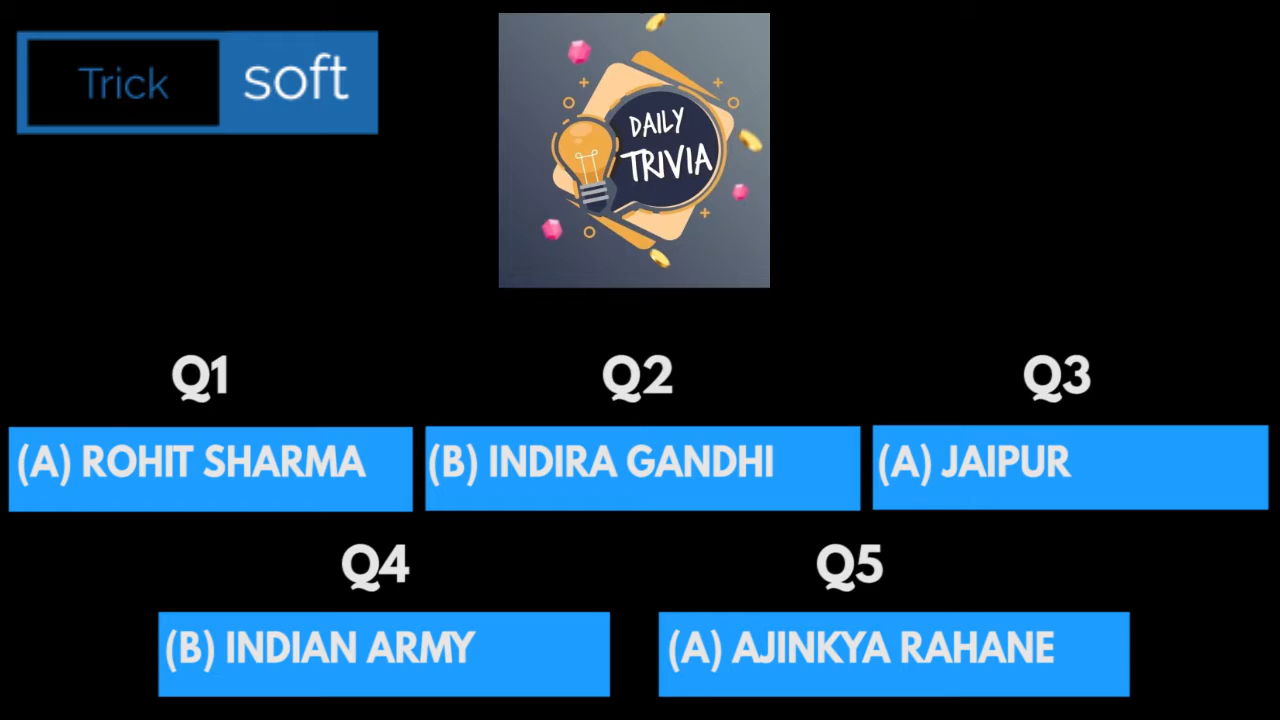 Trick soft
DAILY
TRIVIA
Q1
Q2
Q3
(A) ROHIT SHARMA
(B) INDIRA GANDHI
(A) JAIPUR
Q4
Q5
(B) INDIAN ARMY
(A) AJINKYA RAHANE